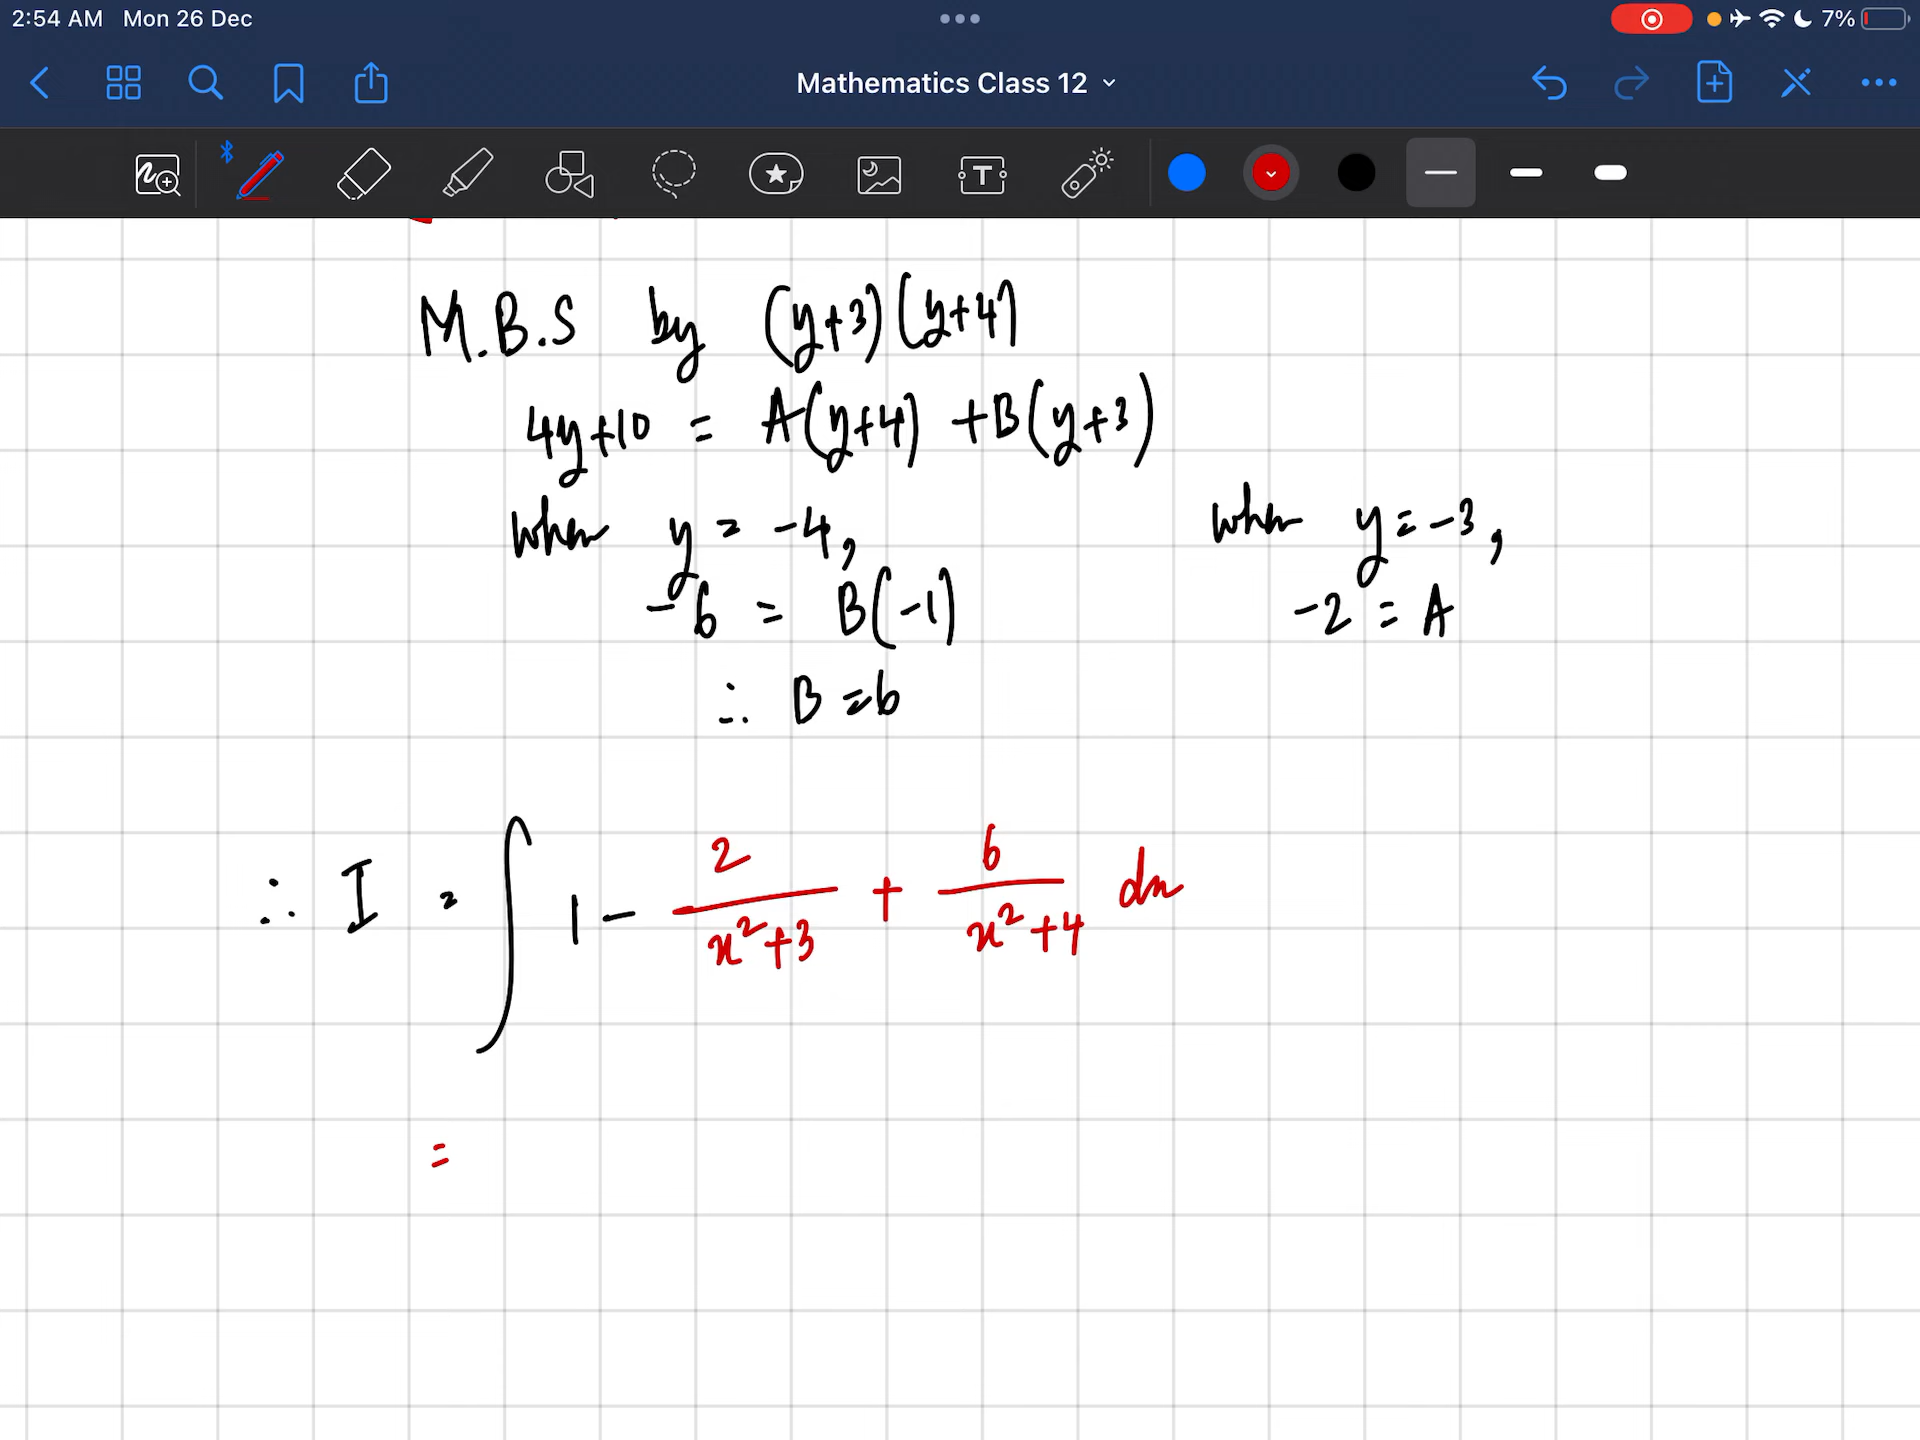 2:54 AM Mon 26 Dec 7%
Mathematics Class 12
T
M.B.S by (y+3)(y+4)
4y+10 = A(y+4) +B(y+3)
when y = -4,
-6 = B(-1)
∴ B = 6
when y = -3,
-2 = A
∴ I = ∫ 1 - 2/(x²+3) + 6/(x²+4) dx
=